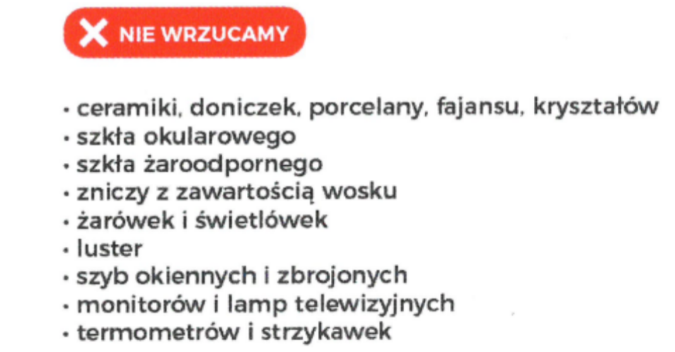 NIE WRZUCAMY
• ceramiki, doniczek, porcelany, fajansu, kryształów
• szkła okularowego
• szkła żaroodpornego
• zniczy z zawartością wosku
• żarówek i świetlówek
• luster
• szyb okiennych i zbrojonych
• monitorów i lamp telewizyjnych
• termometrów i strzykawek